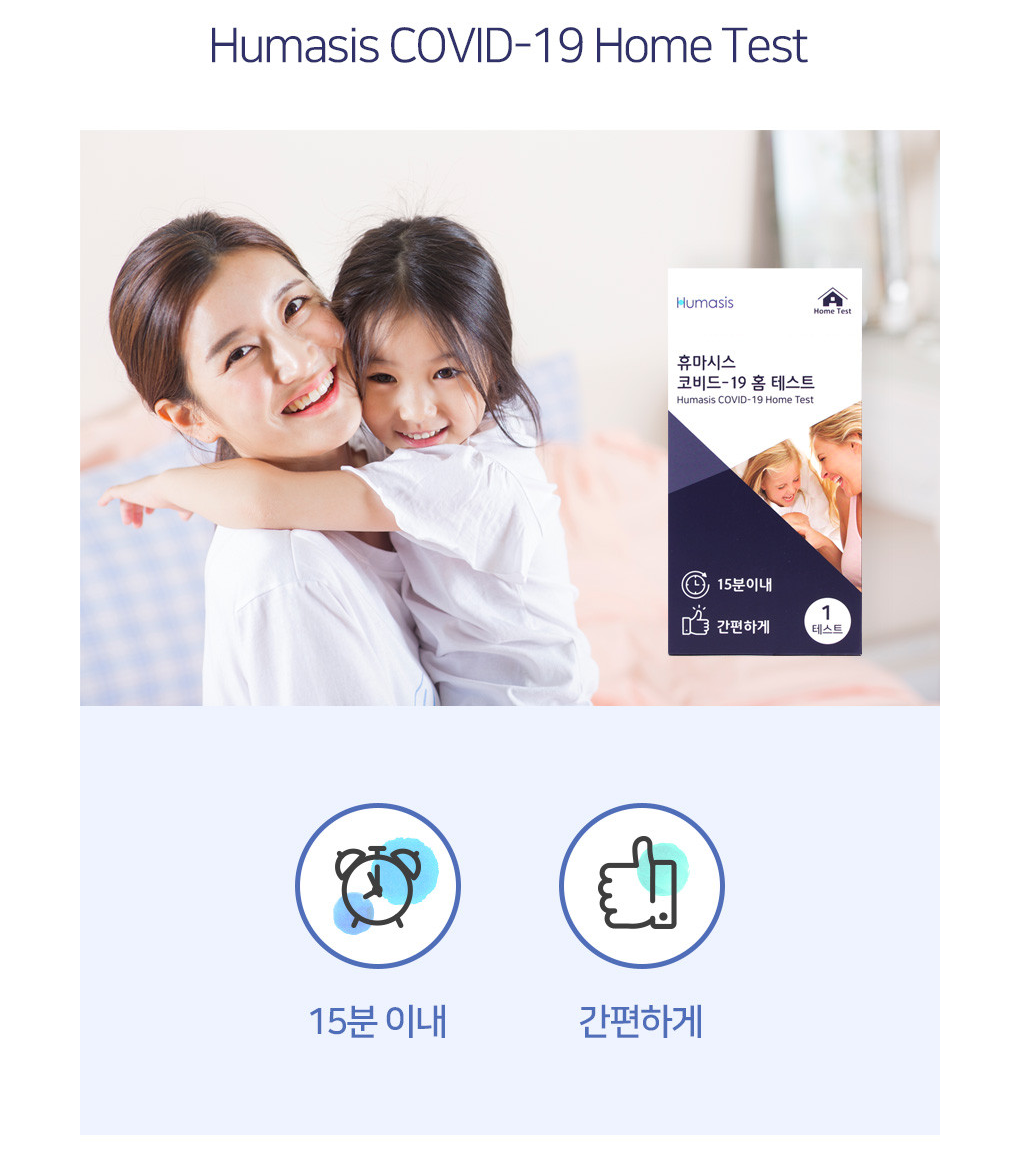 Humasis COVID-19 Home Test
Humasis
Home Test
휴마시스
코비드-19 홈 테스트
Humasis COVID-19 Home Test
15분이내
간편하게
1
테스트
15분 이내
간편하게